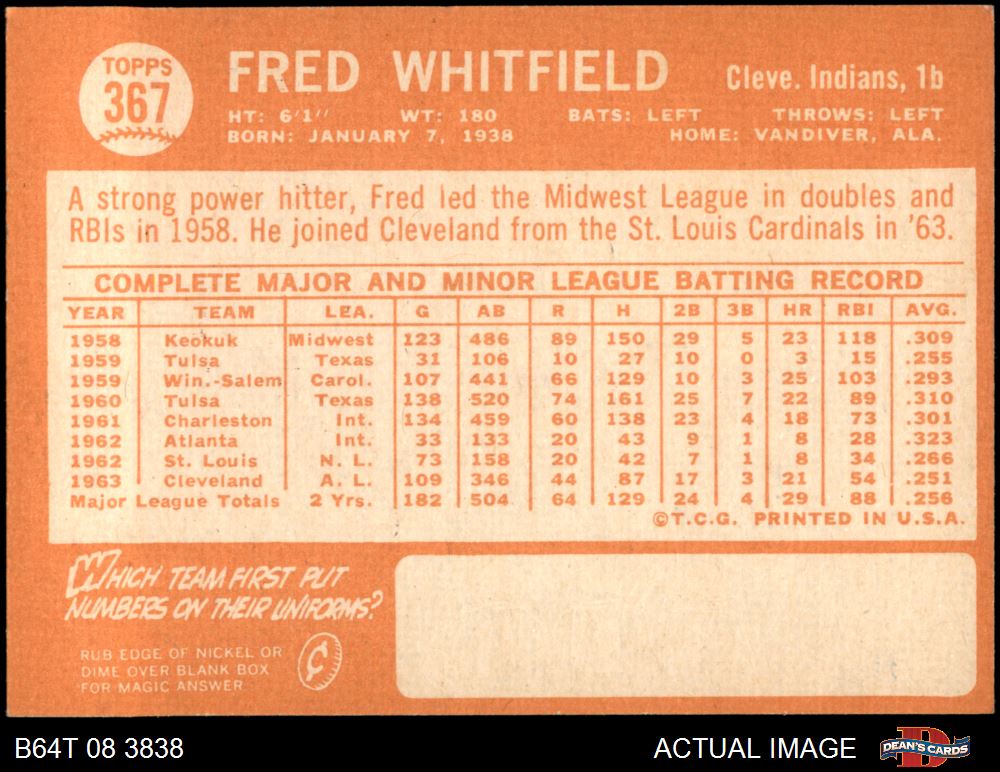 TOPPS
367
FRED WHITFIELD Cleve. Indians, 1b
HT: 6'1" WT: 180 BATS: LEFT THROWS: LEFT
BORN: JANUARY 7, 1938 HOME: VANDIVER, ALA.
A strong power hitter, Fred led the Midwest League in doubles and
RBIs in 1958. He joined Cleveland from the St. Louis Cardinals in '63.
COMPLETE MAJOR AND MINOR LEAGUE BATTING RECORD
YEAR TEAM LEA. G AB R H 2B 3B HR RBI AVG.
1958 Keokuk Midwest 123 486 89 150 29 5 23 118 .309
1959 Tulsa Texas 31 106 10 27 10 0 3 15 .255
1959 Win.-Salem Carol. 107 441 66 129 10 3 25 103 .293
1960 Tulsa Texas 138 520 74 161 25 7 22 89 .310
1961 Charleston Int. 134 459 60 138 23 4 18 73 .301
1962 Atlanta Int. 33 133 20 43 9 1 8 28 .323
1962 St. Louis N. L. 73 158 20 42 7 1 8 34 .266
1963 Cleveland A. L. 109 346 44 87 17 3 21 54 .251
Major League Totals 2 Yrs. 182 504 64 129 24 4 29 88 .256
©T.C.G. PRINTED IN U.S.A.
WHICH TEAM FIRST PUT
NUMBERS ON THEIR UNIFORMS?
RUB EDGE OF NICKEL OR
DIME OVER BLANK BOX
FOR MAGIC ANSWER
¢
B64T 08 3838 ACTUAL IMAGE D DEAN'S CARDS